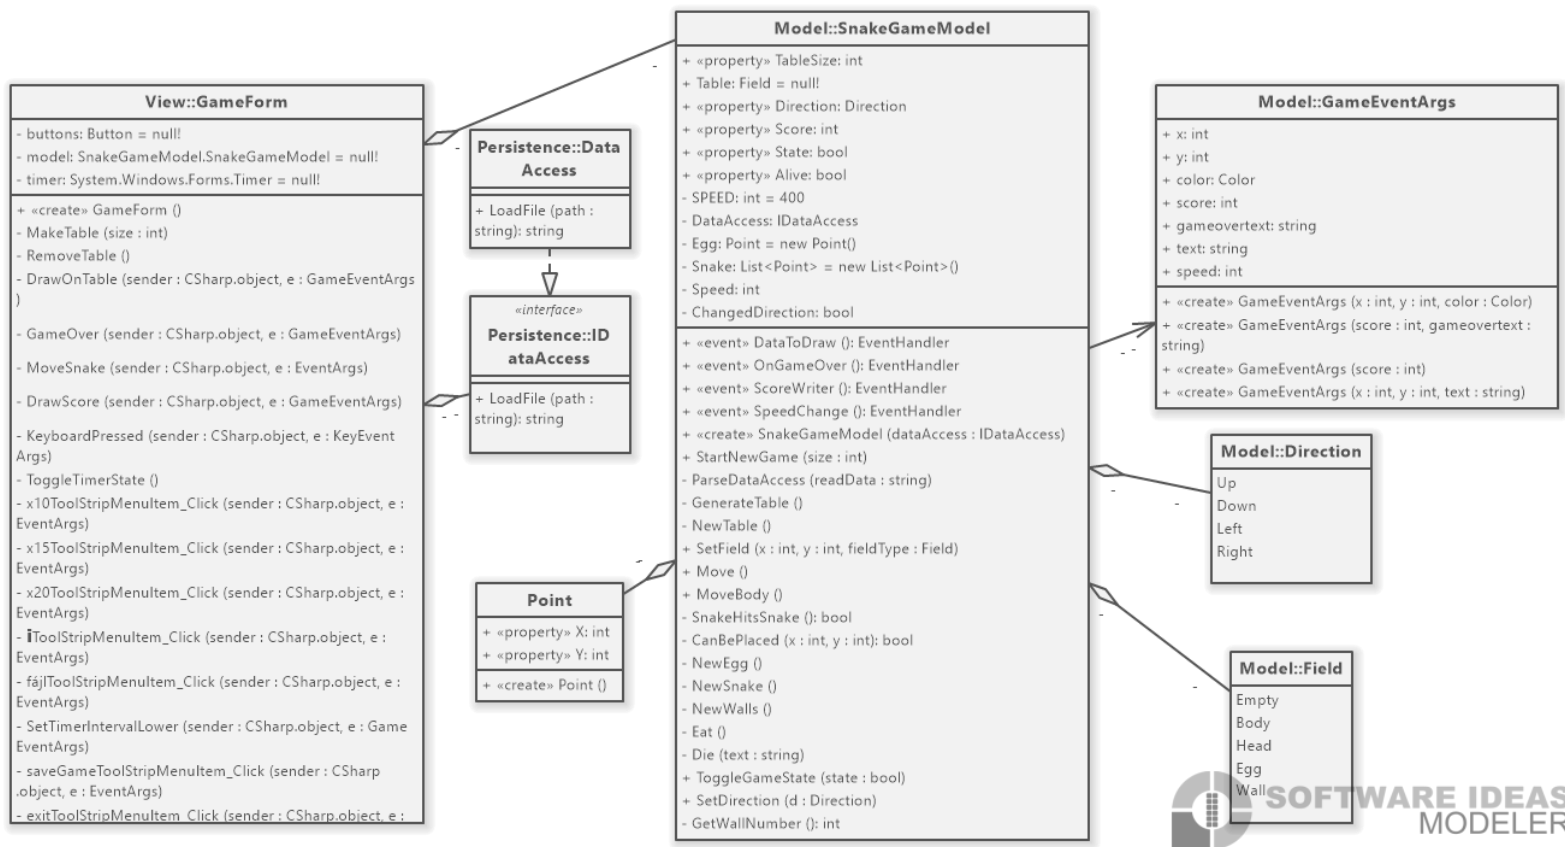 View::GameForm
- buttons: Button = null!
- model: SnakeGameModel.SnakeGameModel = null!
- timer: System.Windows.Forms.Timer = null!
+ «create» GameForm ()
- MakeTable (size : int)
- RemoveTable ()
- DrawOnTable (sender : CSharp.object, e : GameEventArgs
)
- GameOver (sender : CSharp.object, e : GameEventArgs)
- MoveSnake (sender : CSharp.object, e : EventArgs)
- DrawScore (sender : CSharp.object, e : GameEventArgs)
- KeyboardPressed (sender : CSharp.object, e : KeyEvent
Args)
- ToggleTimerState ()
- x10ToolStripMenuItem_Click (sender : CSharp.object, e :
EventArgs)
- x15ToolStripMenuItem_Click (sender : CSharp.object, e :
EventArgs)
- x20ToolStripMenuItem_Click (sender : CSharp.object, e :
EventArgs)
- iToolStripMenuItem_Click (sender : CSharp.object, e :
EventArgs)
- fájlToolStripMenuItem_Click (sender : CSharp.object, e :
EventArgs)
- SetTimerIntervalLower (sender : CSharp.object, e : Game
EventArgs)
- saveGameToolStripMenuItem_Click (sender : CSharp
.object, e : EventArgs)
- exitToolStripMenuItem_Click (sender : CSharp.object, e :
Persistence::Data
Access
+ LoadFile (path :
string): string
«interface»
Persistence::ID
ataAccess
+ LoadFile (path :
string): string
Point
+ «property» X: int
+ «property» Y: int
+ «create» Point ()
Model::SnakeGameModel
+ «property» TableSize: int
+ Table: Field = null!
+ «property» Direction: Direction
+ «property» Score: int
+ «property» State: bool
+ «property» Alive: bool
- SPEED: int = 400
- DataAccess: IDataAccess
- Egg: Point = new Point()
- Snake: List<Point> = new List<Point>()
- Speed: int
- ChangedDirection: bool
+ «event» DataToDraw (): EventHandler
+ «event» OnGameOver (): EventHandler
+ «event» ScoreWriter (): EventHandler
+ «event» SpeedChange (): EventHandler
+ «create» SnakeGameModel (dataAccess : IDataAccess)
+ StartNewGame (size : int)
- ParseDataAccess (readData : string)
- GenerateTable ()
- NewTable ()
+ SetField (x : int, y : int, fieldType : Field)
+ Move ()
+ MoveBody ()
- SnakeHitsSnake (): bool
- CanBePlaced (x : int, y : int): bool
- NewEgg ()
- NewSnake ()
- NewWalls ()
- Eat ()
- Die (text : string)
+ ToggleGameState (state : bool)
+ SetDirection (d : Direction)
- GetWallNumber (): int
Model::GameEventArgs
+ x: int
+ y: int
+ color: Color
+ score: int
+ gameovertext: string
+ text: string
+ speed: int
+ «create» GameEventArgs (x : int, y : int, color : Color)
+ «create» GameEventArgs (score : int, gameovertext :
string)
+ «create» GameEventArgs (score : int)
+ «create» GameEventArgs (x : int, y : int, text : string)
Model::Direction
Up
Down
Left
Right
Model::Field
Empty
Body
Head
Egg
Wall
SOFTWARE IDEAS
MODELER